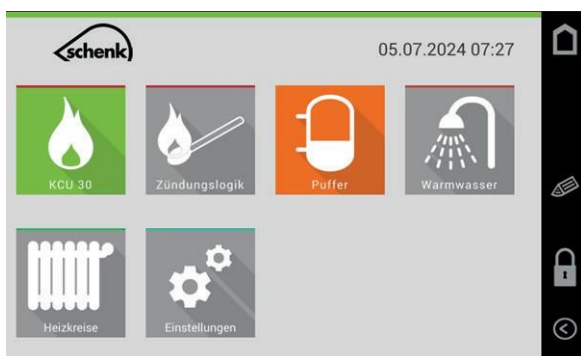 schenk
05.07.2024 07:27
KCU 30
Zündungslogik
Puffer
Warmwasser
Heizkreise
Einstellungen